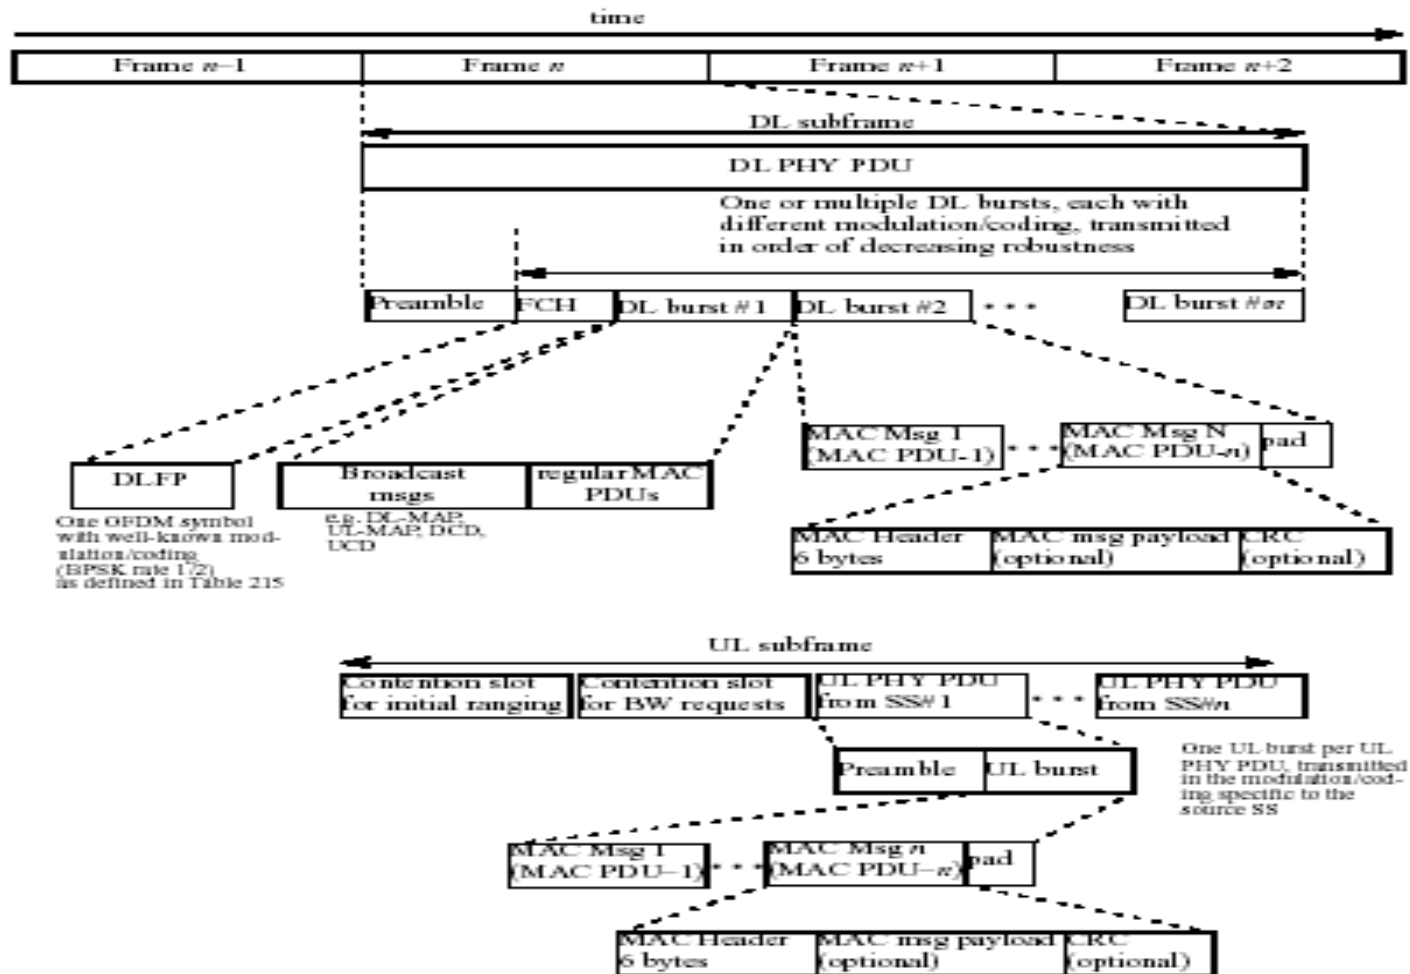 time
Frame n–1
Frame n
Frame n+1
Frame n+2
DL subframe
DL PHY PDU
One or multiple DL bursts, each with
different modulation/coding, transmitted
in order of decreasing robustness
Preamble
FCH
DL burst #1
DL burst #2
• • •
DL burst #m
MAC Msg 1
(MAC PDU-1)
• • •
MAC Msg N
(MAC PDU-n)
pad
DLFP
Broadcast
msgs
regular MAC
PDUs
One OFDM symbol
with well-known mod-
ulation/coding
(BPSK rate 1/2)
as defined in Table 215
e.g. DL-MAP,
UL-MAP, DCD,
UCD
MAC Header
6 bytes
MAC msg payload
(optional)
CRC
(optional)
UL subframe
Contention slot
for initial ranging
Contention slot
for BW requests
UL PHY PDU
from SS#1
• • •
UL PHY PDU
from SS#n
Preamble
UL burst
One UL burst per UL
PHY PDU, transmitted
in the modulation/cod-
ing specific to the
source SS
MAC Msg 1
(MAC PDU–1)
• • •
MAC Msg n
(MAC PDU–n)
pad
MAC Header
6 bytes
MAC msg payload
(optional)
CRC
(optional)